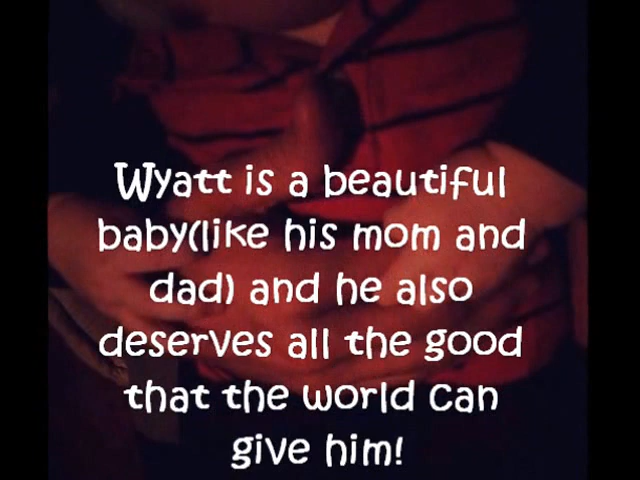 Wyatt is a beautiful
baby(like his mom and
dad) and he also
deserves all the good
that the world can
give him!